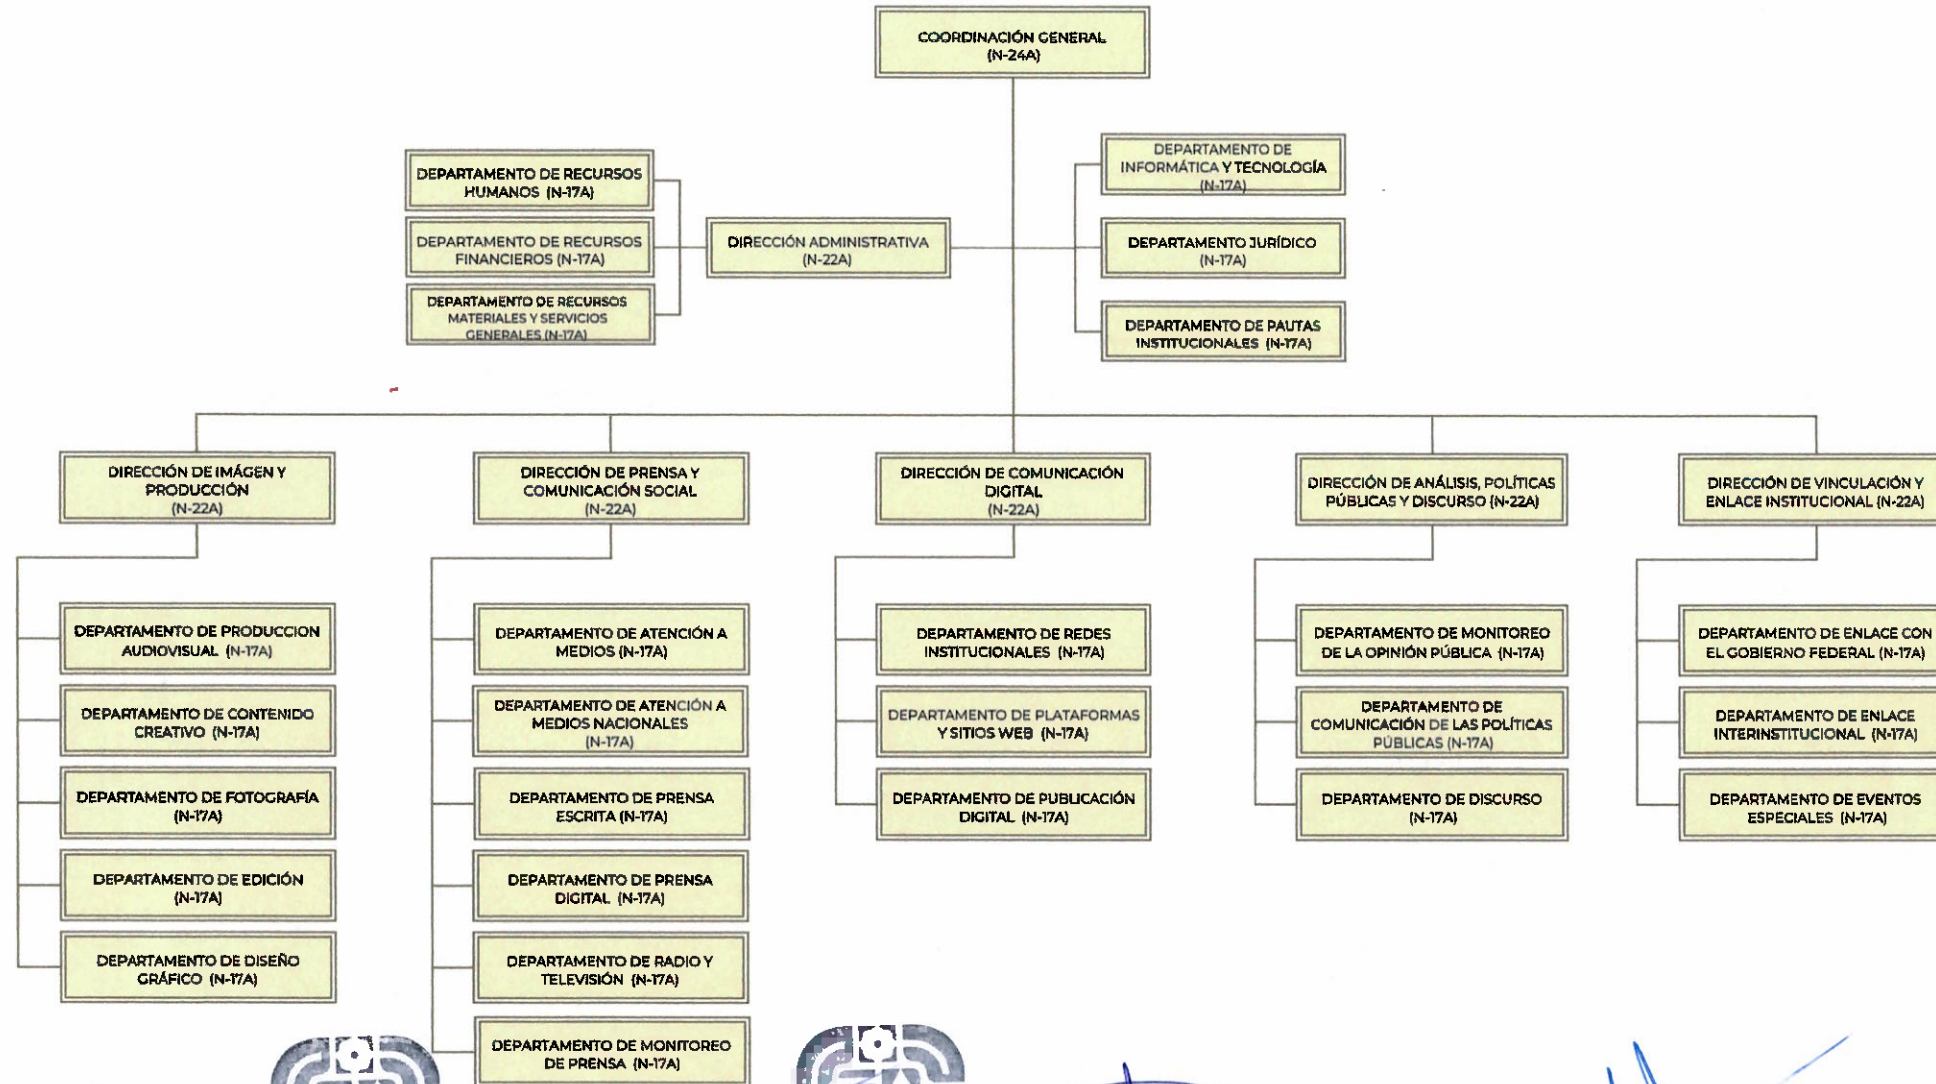 COORDINACIÓN GENERAL
(N-24A)
DEPARTAMENTO DE RECURSOS
HUMANOS (N-17A)
DEPARTAMENTO DE RECURSOS
FINANCIEROS (N-17A)
DEPARTAMENTO DE RECURSOS
MATERIALES Y SERVICIOS
GENERALES (N-17A)
DIRECCIÓN ADMINISTRATIVA
(N-22A)
DEPARTAMENTO DE
INFORMÁTICA Y TECNOLOGÍA
(N-17A)
DEPARTAMENTO JURÍDICO
(N-17A)
DEPARTAMENTO DE PAUTAS
INSTITUCIONALES (N-17A)
DIRECCIÓN DE IMÁGEN Y
PRODUCCIÓN
(N-22A)
DEPARTAMENTO DE PRODUCCION
AUDIOVISUAL (N-17A)
DEPARTAMENTO DE CONTENIDO
CREATIVO (N-17A)
DEPARTAMENTO DE FOTOGRAFÍA
(N-17A)
DEPARTAMENTO DE EDICIÓN
(N-17A)
DEPARTAMENTO DE DISEÑO
GRÁFICO (N-17A)
DIRECCIÓN DE PRENSA Y
COMUNICACIÓN SOCIAL
(N-22A)
DEPARTAMENTO DE ATENCIÓN A
MEDIOS (N-17A)
DEPARTAMENTO DE ATENCIÓN A
MEDIOS NACIONALES
(N-17A)
DEPARTAMENTO DE PRENSA
ESCRITA (N-17A)
DEPARTAMENTO DE PRENSA
DIGITAL (N-17A)
DEPARTAMENTO DE RADIO Y
TELEVISIÓN (N-17A)
DEPARTAMENTO DE MONITOREO
DE PRENSA (N-17A)
DIRECCIÓN DE COMUNICACIÓN
DIGITAL
(N-22A)
DEPARTAMENTO DE REDES
INSTITUCIONALES (N-17A)
DEPARTAMENTO DE PLATAFORMAS
Y SITIOS WEB (N-17A)
DEPARTAMENTO DE PUBLICACIÓN
DIGITAL (N-17A)
DIRECCIÓN DE ANÁLISIS, POLÍTICAS
PÚBLICAS Y DISCURSO (N-22A)
DEPARTAMENTO DE MONITOREO
DE LA OPINIÓN PÚBLICA (N-17A)
DEPARTAMENTO DE
COMUNICACIÓN DE LAS POLÍTICAS
PÚBLICAS (N-17A)
DEPARTAMENTO DE DISCURSO
(N-17A)
DIRECCIÓN DE VINCULACIÓN Y
ENLACE INSTITUCIONAL (N-22A)
DEPARTAMENTO DE ENLACE CON
EL GOBIERNO FEDERAL (N-17A)
DEPARTAMENTO DE ENLACE
INTERINSTITUCIONAL (N-17A)
DEPARTAMENTO DE EVENTOS
ESPECIALES (N-17A)